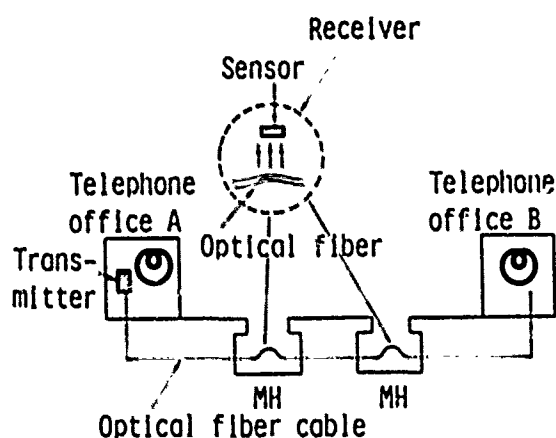 Receiver
Sensor
Telephone
office A
Telephone
office B
Optical fiber
Trans-
mitter
MH
MH
Optical fiber cable